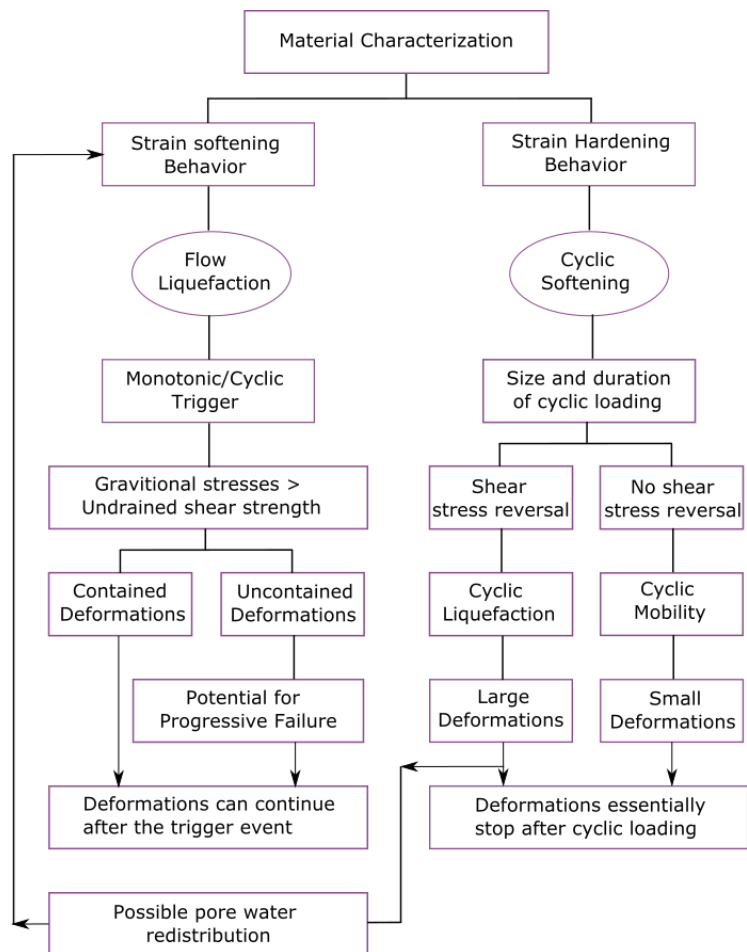 Material Characterization
Strain softening
Behavior
Strain Hardening
Behavior
Flow
Liquefaction
Cyclic
Softening
Monotonic/Cyclic
Trigger
Size and duration
of cyclic loading
Gravitional stresses >
Undrained shear strength
Shear
stress reversal
No shear
stress reversal
Contained
Deformations
Uncontained
Deformations
Cyclic
Liquefaction
Cyclic
Mobility
Potential for
Progressive Failure
Large
Deformations
Small
Deformations
Deformations can continue
after the trigger event
Deformations essentially
stop after cyclic loading
Possible pore water
redistribution